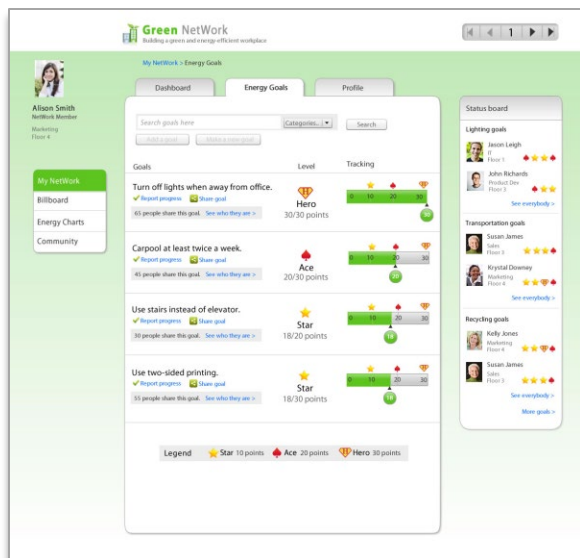 Green NetWork
Building a green and energy-efficient workplace
1
My NetWork > Energy Goals
Alison Smith
NetWork Member
Marketing
Floor 4
My NetWork
Billboard
Energy Charts
Community
Dashboard
Energy Goals
Profile
Search goals here
Categories..
Search
Add a goal
Make a new goal
Goals
Level
Tracking
Turn off lights when away from office.
Report progress
Share goal
65 people share this goal. See who they are >
Hero
30/30 points
0 10 20 30
30
Carpool at least twice a week.
Report progress
Share goal
45 people share this goal. See who they are >
Ace
20/30 points
0 10 20 30
20
Use stairs instead of elevator.
Report progress
Share goal
30 people share this goal. See who they are >
Star
18/20 points
0 10 20 30
18
Use two-sided printing.
Report progress
Share goal
55 people share this goal. See who they are >
Star
18/30 points
0 10 20 30
18
Legend
Star 10 points
Ace 20 points
Hero 30 points
Status board
Lighting goals
Jason Leigh
IT
Floor 3
John Richards
Product Dev
Floor 3
See everybody >
Transportation goals
Susan James
Sales
Floor 3
Krystal Downey
Marketing
Floor 4
See everybody >
Recycling goals
Kelly Jones
Marketing
Floor 4
Susan James
Sales
Floor 3
See everybody >
More goals >